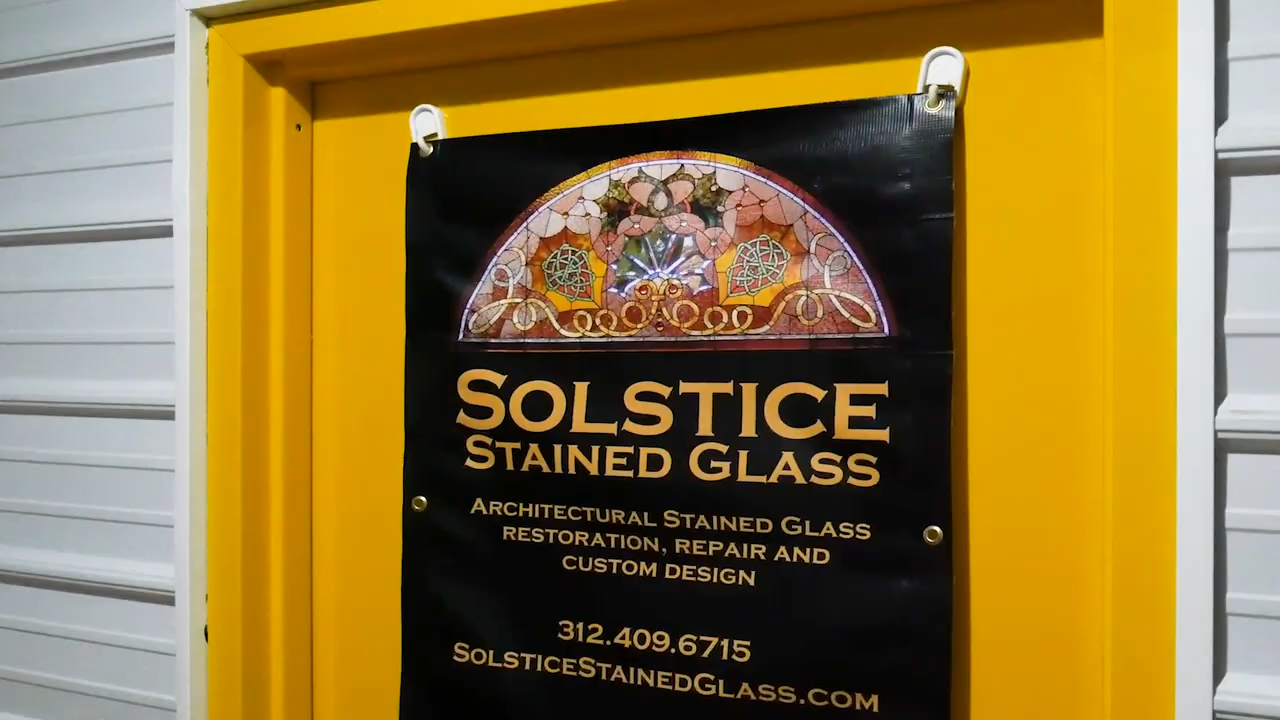 SOLSTICE
STAINED GLASS
ARCHITECTURAL STAINED GLASS
RESTORATION, REPAIR AND
CUSTOM DESIGN
312.409.6715
SOLSTICESTAINEDGLASS.COM